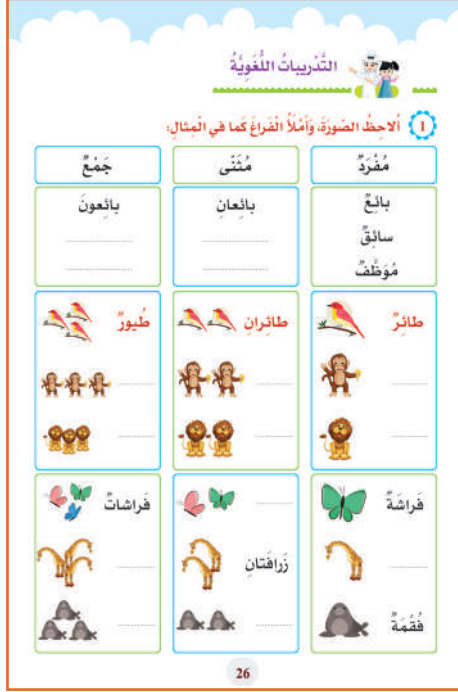 التَّدْريباتُ اللُّغَوِيَّةُ
1 أُلاحِظُ الصّورَةَ، وَأَمْلَأُ الْفَراغَ كَما في الْمِثالِ:
مُفْرَدٌ مُثَنّى جَمْعٌ
بائِعٌ بائِعانِ بائِعونَ
سائِقٌ ............ ............
مُوَظَّفٌ ............ ............
طائِرٌ طائِرانِ طُيورٌ
............ ............ ............
............ ............ ............
فَراشَةٌ ............ فَراشاتٌ
............ زَرافَتانِ ............
فُقْمَةٌ ............ ............
26